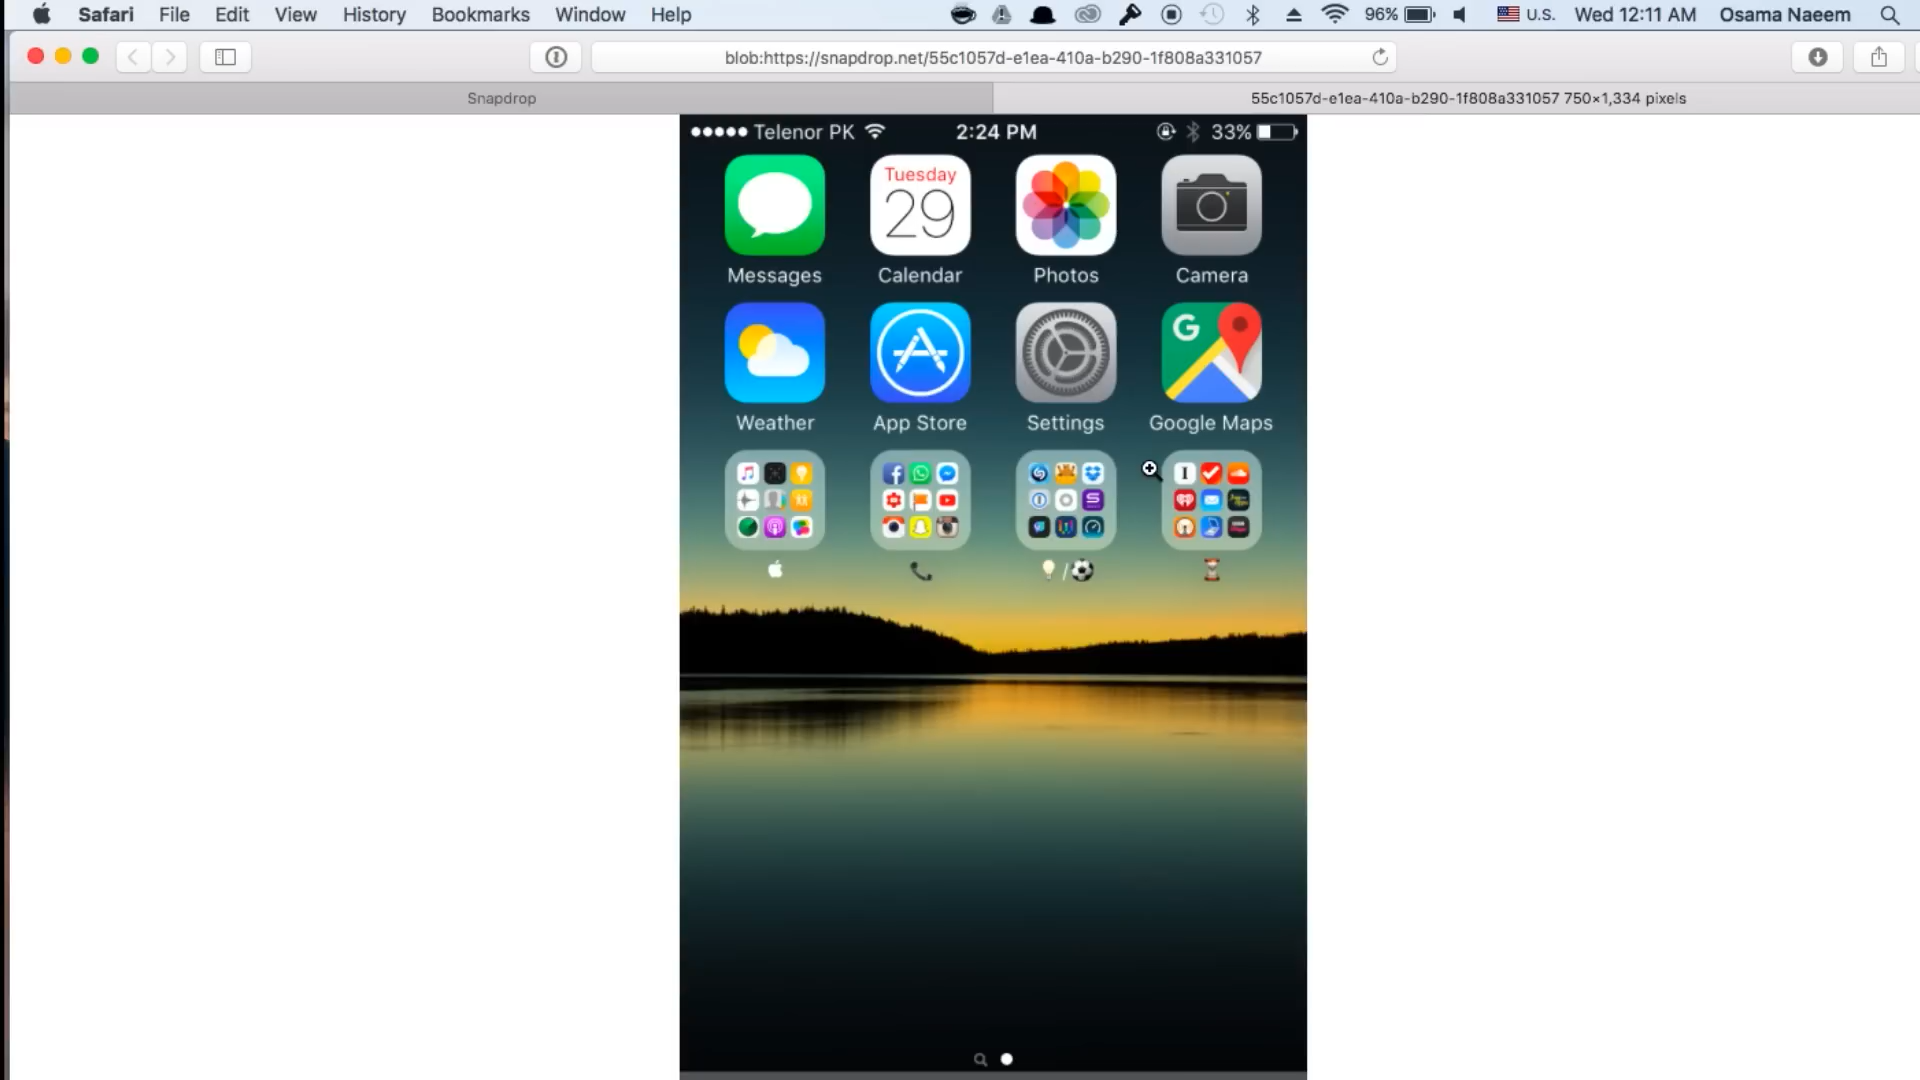 Safari File Edit View History Bookmarks Window Help 96% U.S. Wed 12:11 AM Osama Naeem
blob:https://snapdrop.net/55c1057d-e1ea-410a-b290-1f808a331057
Snapdrop 55c1057d-e1ea-410a-b290-1f808a331057 750×1,334 pixels
Telenor PK 2:24 PM 33%
Tuesday
29
Messages Calendar Photos Camera
G
Weather App Store Settings Google Maps
/